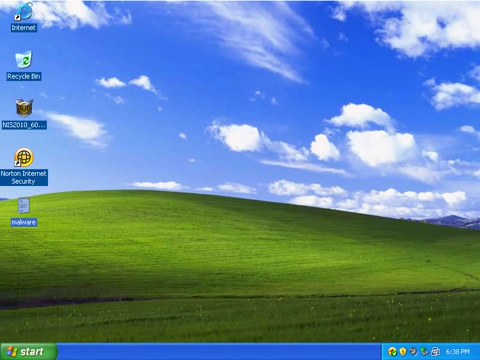 Internet
Recycle Bin
NIS2010_60...
Norton Internet
Security
malware
start
6:38 PM